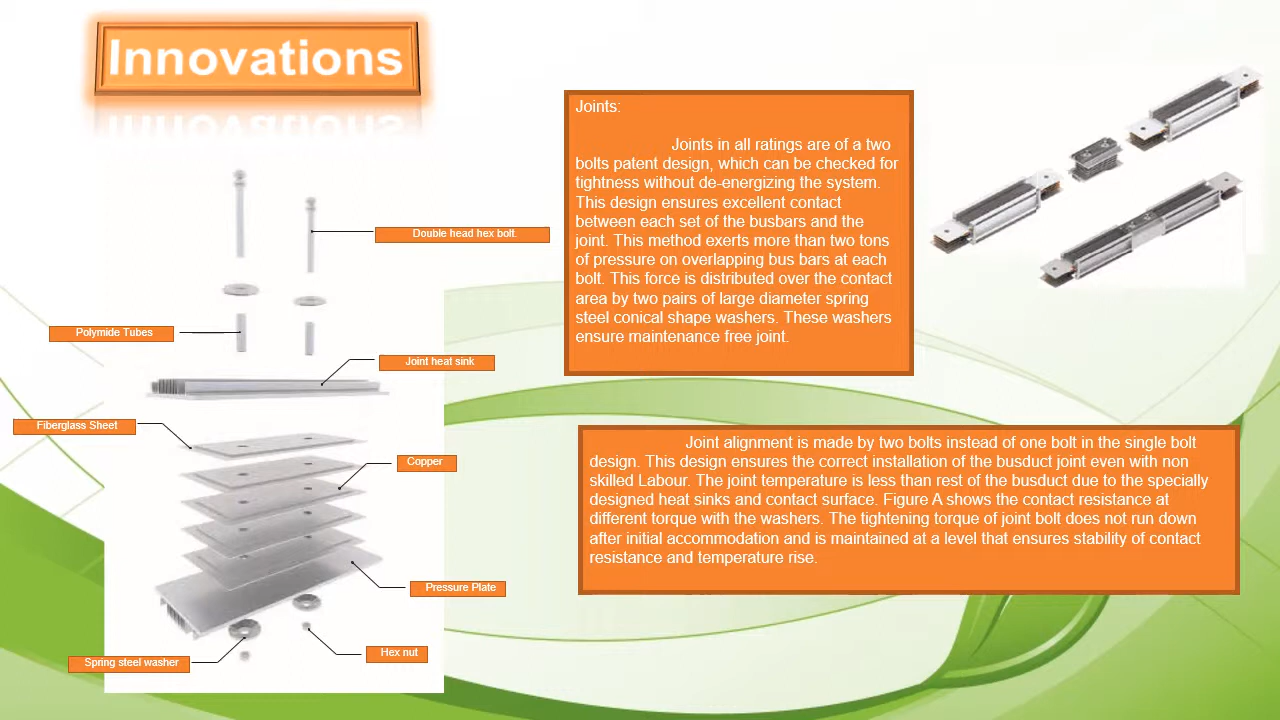 Innovations
Joints:
Joints in all ratings are of a two
bolts patent design, which can be checked for
tightness without de-energizing the system.
This design ensures excellent contact
between each set of the busbars and the
joint. This method exerts more than two tons
of pressure on overlapping bus bars at each
bolt. This force is distributed over the contact
area by two pairs of large diameter spring
steel conical shape washers. These washers
ensure maintenance free joint.
Double head hex bolt.
Polymide Tubes
Joint heat sink
Fiberglass Sheet
Copper
Pressure Plate
Hex nut
Spring steel washer
Joint alignment is made by two bolts instead of one bolt in the single bolt
design. This design ensures the correct installation of the busduct joint even with non
skilled Labour. The joint temperature is less than rest of the busduct due to the specially
designed heat sinks and contact surface. Figure A shows the contact resistance at
different torque with the washers. The tightening torque of joint bolt does not run down
after initial accommodation and is maintained at a level that ensures stability of contact
resistance and temperature rise.